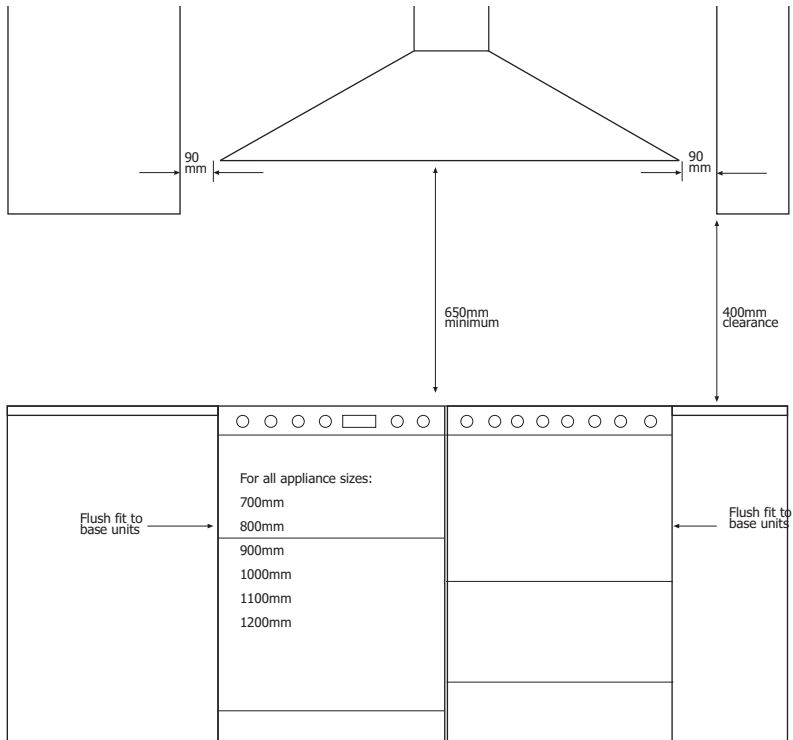 90
mm
90
mm
650mm
minimum
400mm
clearance
For all appliance sizes:
700mm
800mm
900mm
1000mm
1100mm
1200mm
Flush fit to
base units
Flush fit to
base units